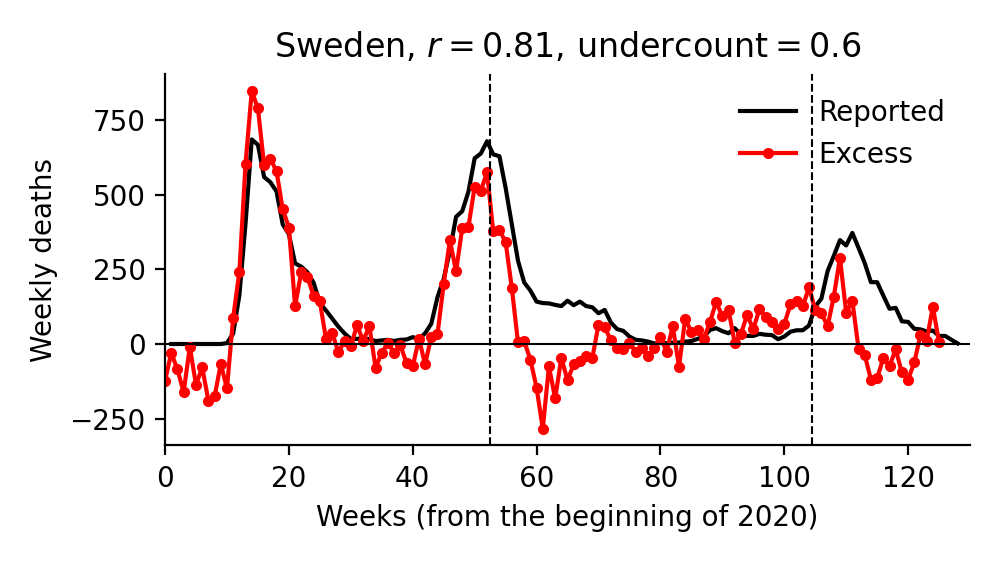 Sweden, r = 0.81, undercount = 0.6
Reported
Excess
Weekly deaths
750
500
250
0
−250
0 20 40 60 80 100 120
Weeks (from the beginning of 2020)